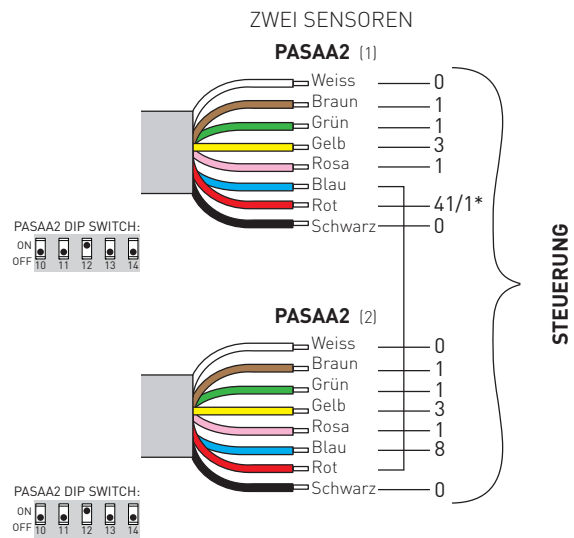 ZWEI SENSOREN
PASAA2 (1)
Weiss 0
Braun 1
Grün 1
Gelb 3
Rosa 1
Blau
Rot 41/1*
Schwarz 0
PASAA2 DIP SWITCH:
ON
OFF 10 11 12 13 14
STEUERUNG
PASAA2 (2)
Weiss 0
Braun 1
Grün 1
Gelb 3
Rosa 1
Blau 8
Rot
Schwarz 0
PASAA2 DIP SWITCH:
ON
OFF 10 11 12 13 14